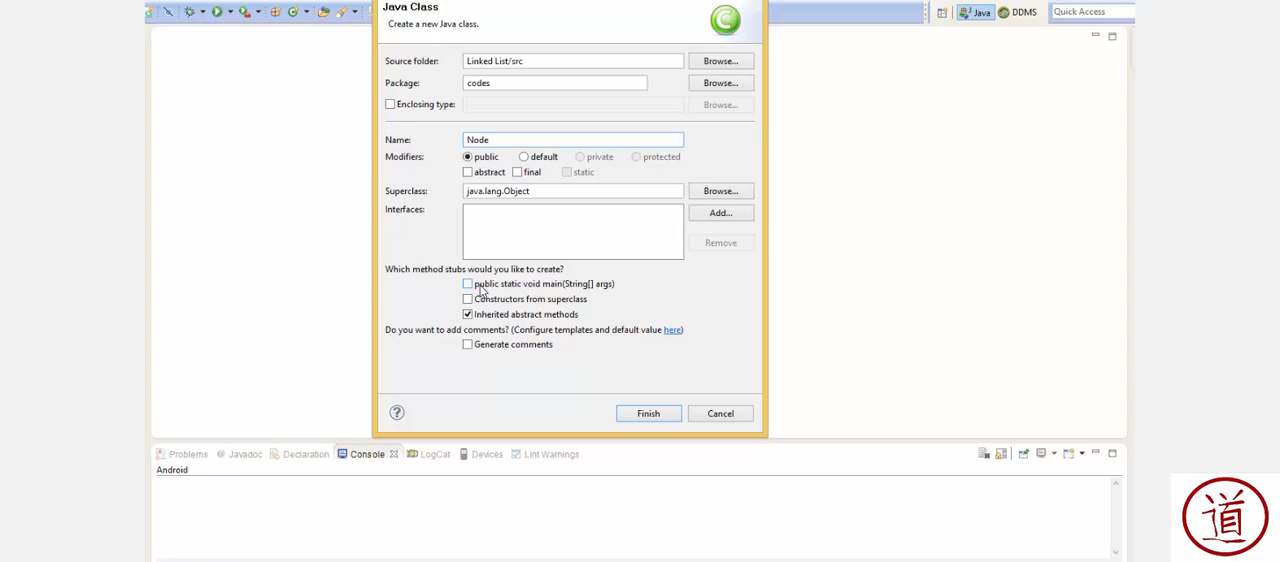 Java DDMS Quick Access
Java Class
Create a new Java class.
Source folder: Linked List/src Browse...
Package: codes Browse...
Enclosing type: Browse...
Name: Node
Modifiers: public default private protected
abstract final static
Superclass: java.lang.Object Browse...
Interfaces: Add...
Remove
Which method stubs would you like to create?
public static void main(String[] args)
Constructors from superclass
Inherited abstract methods
Do you want to add comments? (Configure templates and default value here)
Generate comments
? Finish Cancel
Problems @ Javadoc Declaration Console LogCat Devices Lint Warnings
Android
道